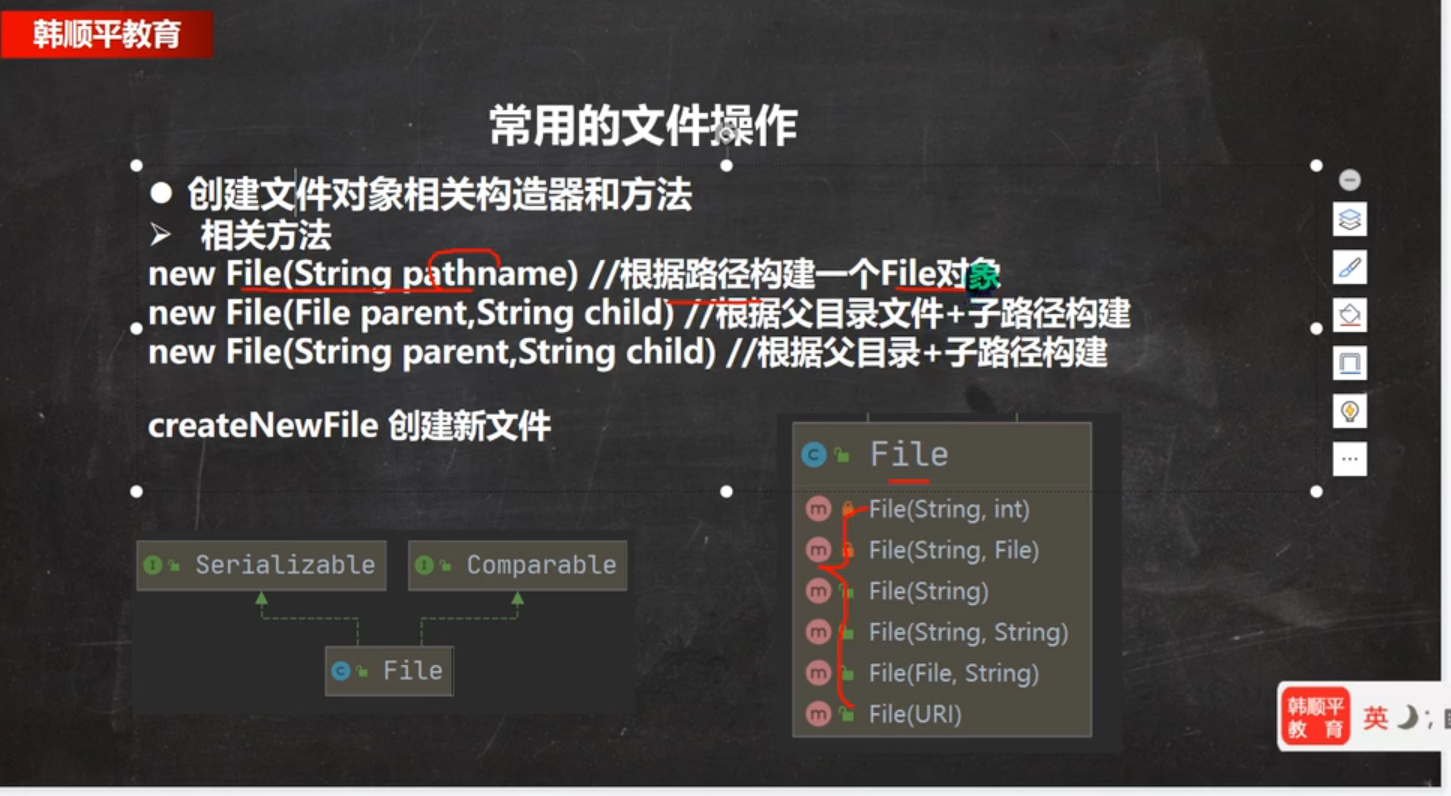 韩顺平教育
常用的文件操作
● 创建文件对象相关构造器和方法
➢ 相关方法
new File(String pathname) //根据路径构建一个File对象
new File(File parent,String child) //根据父目录文件+子路径构建
new File(String parent,String child) //根据父目录+子路径构建
createNewFile 创建新文件
C File
m File(String, int)
m File(String, File)
m File(String)
m File(String, String)
m File(File, String)
m File(URI)
I Serializable
I Comparable
C File
韩顺平
教 育
英